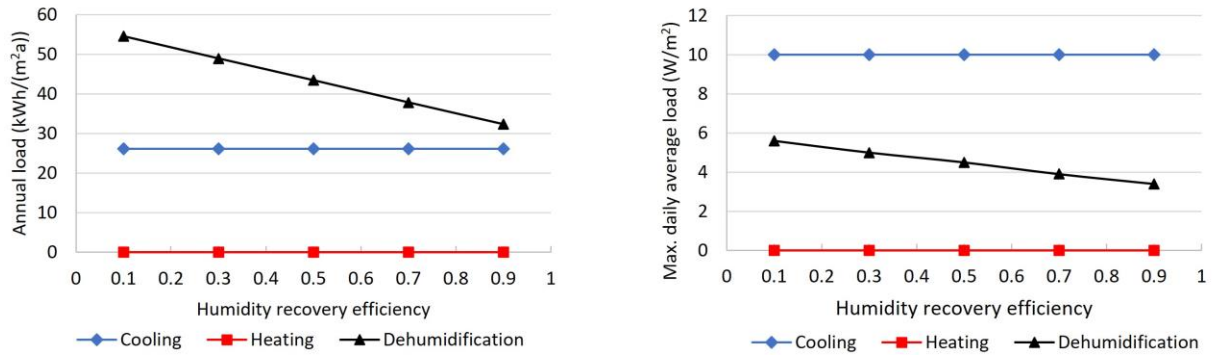 Annual load (kWh/(m²a))
60
50
40
30
20
10
0
0 0.1 0.2 0.3 0.4 0.5 0.6 0.7 0.8 0.9 1
Humidity recovery efficiency
Cooling Heating Dehumidification
Max. daily average load (W/m²)
12
10
8
6
4
2
0
0 0.1 0.2 0.3 0.4 0.5 0.6 0.7 0.8 0.9 1
Humidity recovery efficiency
Cooling Heating Dehumidification